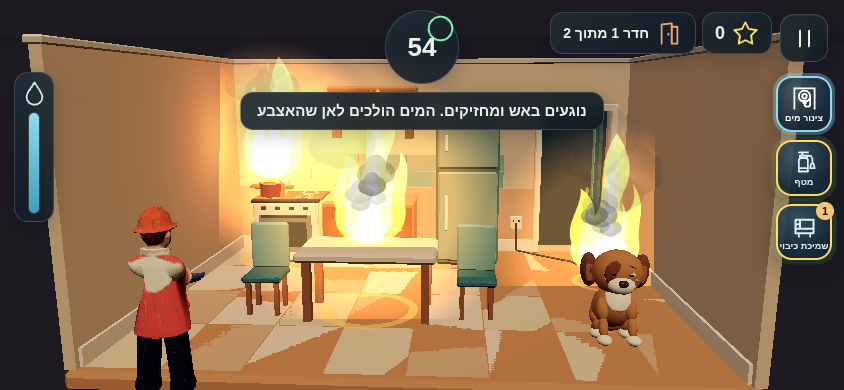 54
חדר 1 מתוך 2
0
נוגעים באש ומחזיקים. המים הולכים לאן שהאצבע
צינור מים
מטף
1
שמיכת כיבוי